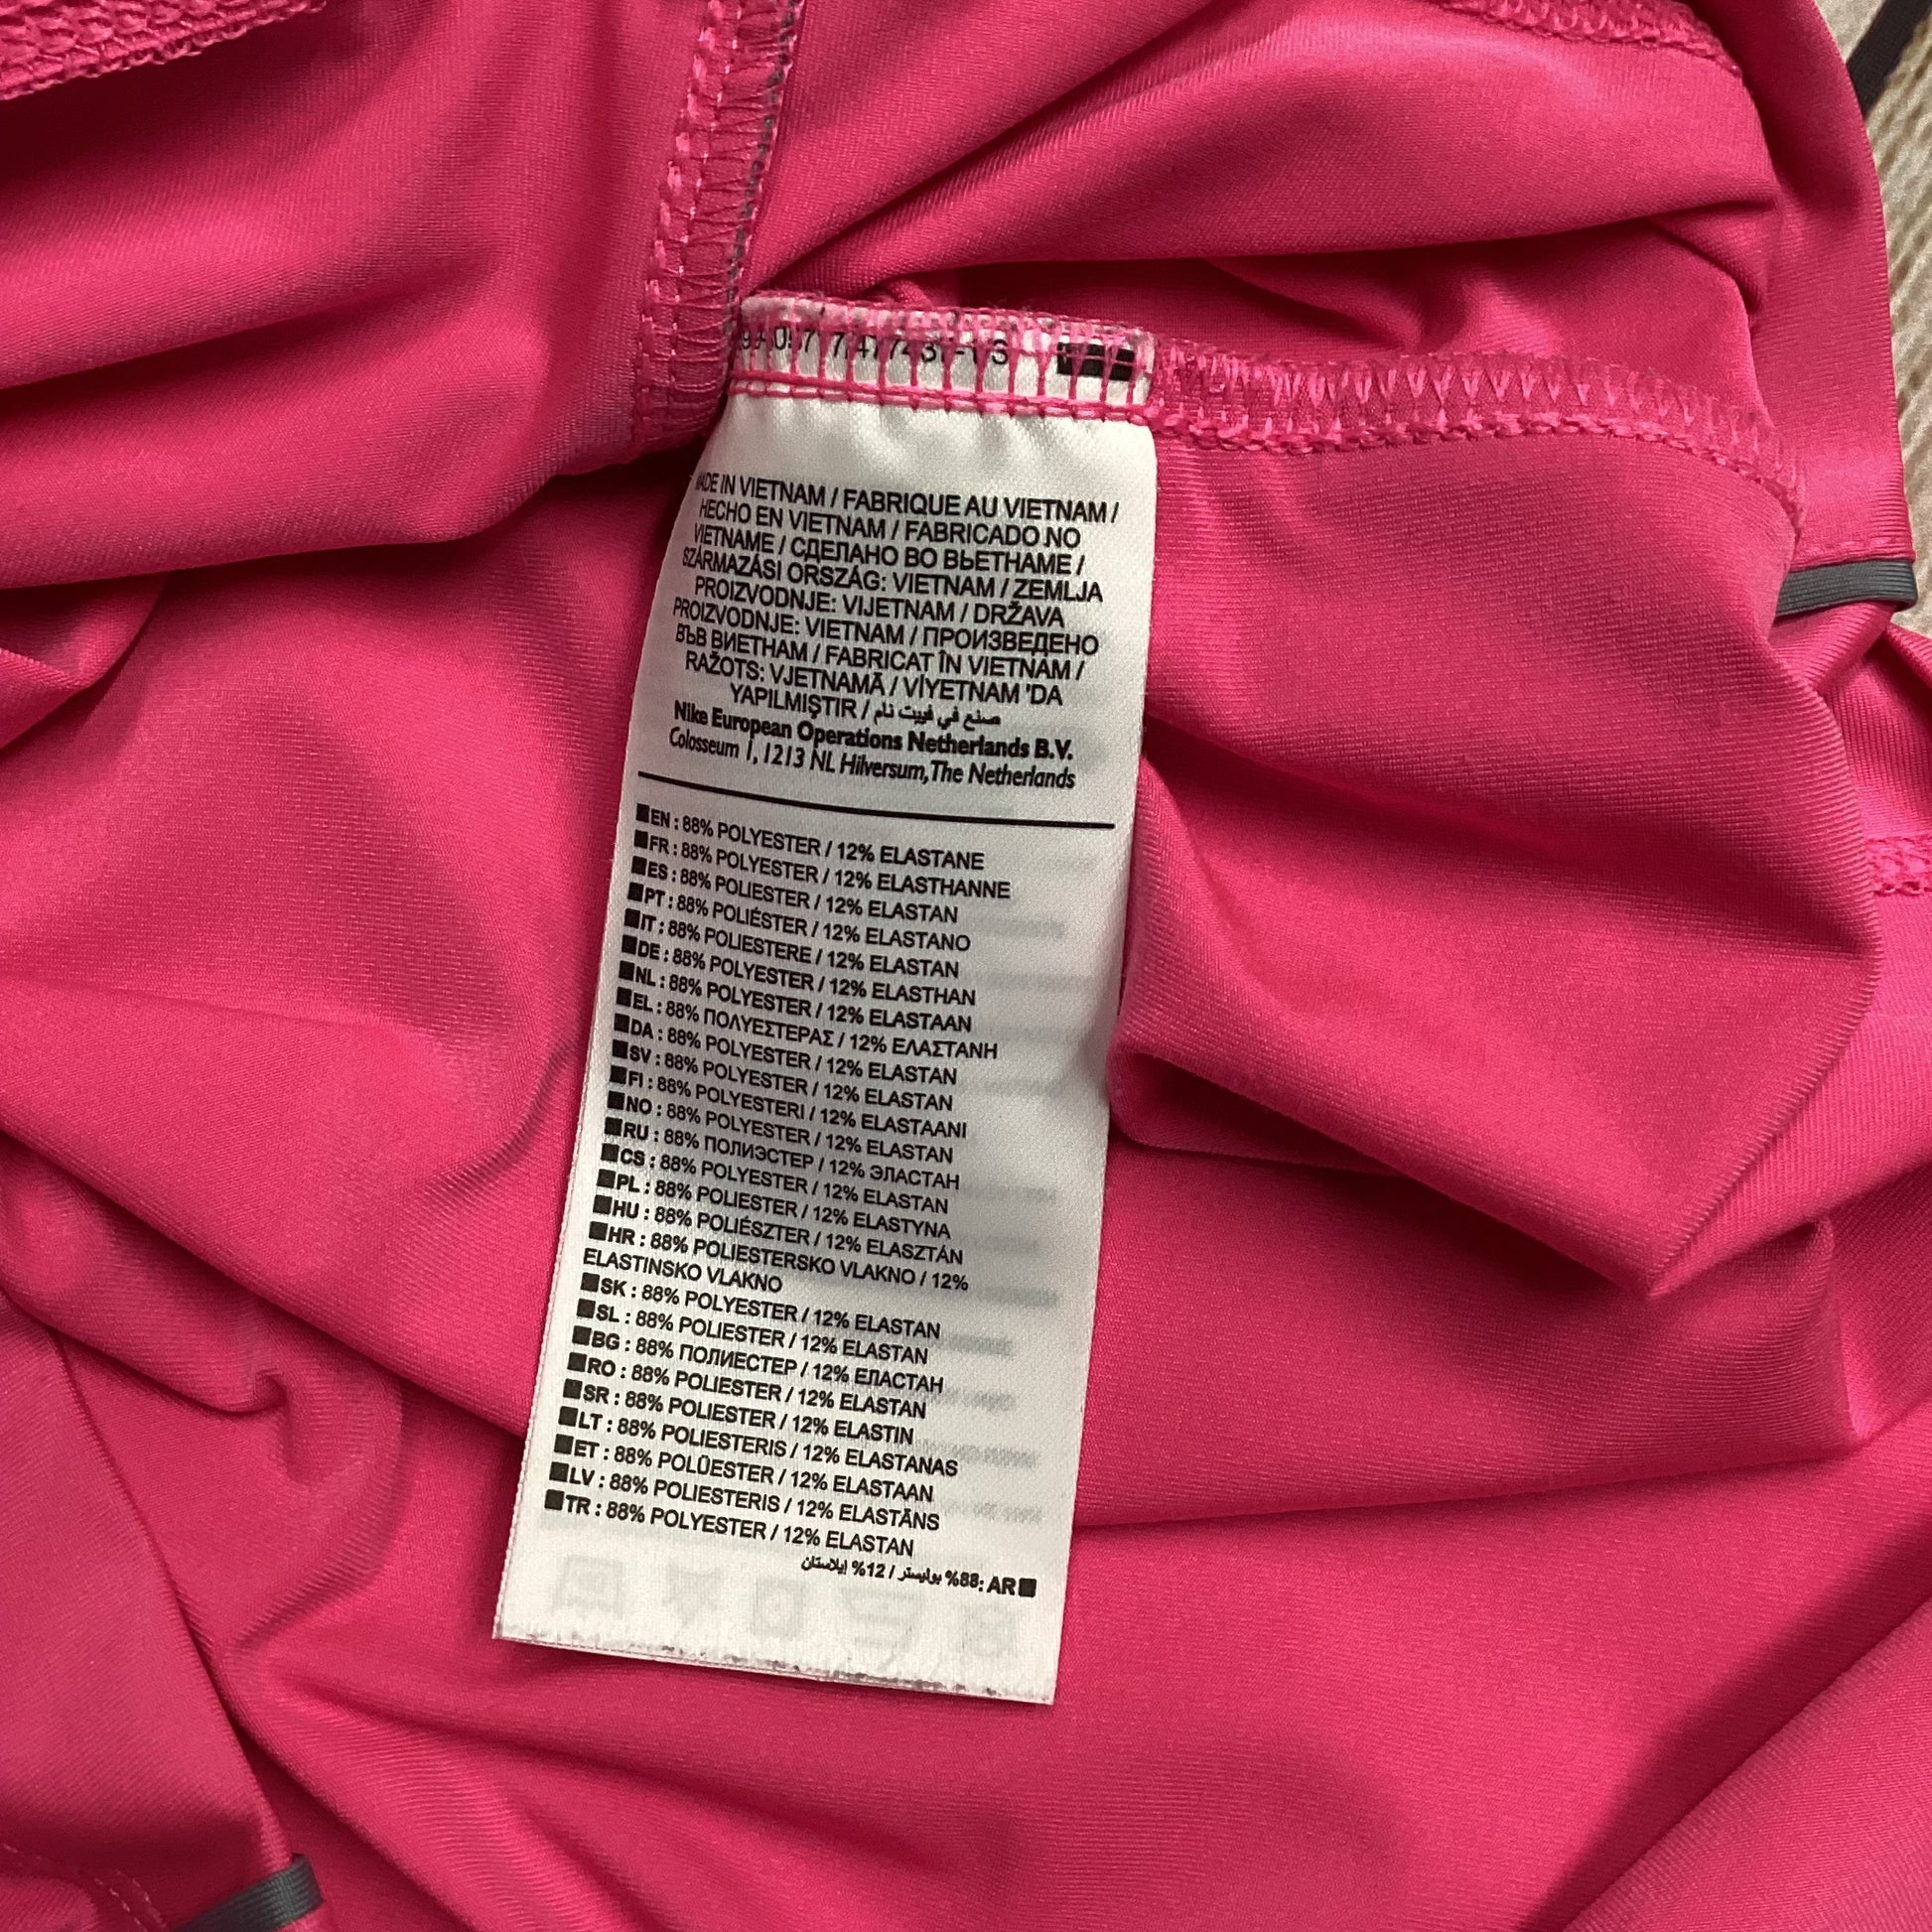 MADE IN VIETNAM / FABRIQUE AU VIETNAM /
HECHO EN VIETNAM / FABRICADO NO
VIETNAME / СДЕЛАНО ВО ВЬЕТНАМЕ /
SZÁRMAZÁSI ORSZÁG: VIETNAM / ZEMLJA
PROIZVODNJE: VIJETNAM / DRŽAVA
PROIZVODNJE: VIETNAM / ПРОИЗВЕДЕНО
ВЪВ ВИЕТНАМ / FABRICAT ÎN VIETNAM /
RAŽOTS: VJETNAMĀ / VİYETNAM 'DA
YAPILMIŞTIR / صنع في فييت نام
Nike European Operations Netherlands B.V.
Colosseum 1, 1213 NL Hilversum, The Netherlands
■EN : 88% POLYESTER / 12% ELASTANE
■FR : 88% POLYESTER / 12% ELASTHANNE
■ES : 88% POLIESTER / 12% ELASTAN
■PT : 88% POLIÉSTER / 12% ELASTANO
■IT : 88% POLIESTERE / 12% ELASTAN
■DE : 88% POLYESTER / 12% ELASTHAN
■NL : 88% POLYESTER / 12% ELASTAAN
■EL : 88% ΠΟΛΥΕΣΤΕΡΑΣ / 12% ΕΛΑΣΤΑΝΗ
■DA : 88% POLYESTER / 12% ELASTAN
■SV : 88% POLYESTER / 12% ELASTAN
■FI : 88% POLYESTERI / 12% ELASTAANI
■NO : 88% POLYESTER / 12% ELASTAN
■RU : 88% ПОЛИЭСТЕР / 12% ЭЛАСТАН
■CS : 88% POLYESTER / 12% ELASTAN
■PL : 88% POLIESTER / 12% ELASTYNA
■HU : 88% POLIÉSZTER / 12% ELASZTÁN
■HR : 88% POLIESTERSKO VLAKNO / 12%
ELASTINSKO VLAKNO
■SK : 88% POLYESTER / 12% ELASTAN
■SL : 88% POLIESTER / 12% ELASTAN
■BG : 88% ПОЛИЕСТЕР / 12% ЕЛАСТАН
■RO : 88% POLIESTER / 12% ELASTAN
■SR : 88% POLIESTER / 12% ELASTIN
■LT : 88% POLIESTERIS / 12% ELASTANAS
■ET : 88% POLÜESTER / 12% ELASTAAN
■LV : 88% POLIESTERIS / 12% ELASTĀNS
■TR : 88% POLYESTER / 12% ELASTAN
■AR :88% بوليستر / 12% إيلاستان